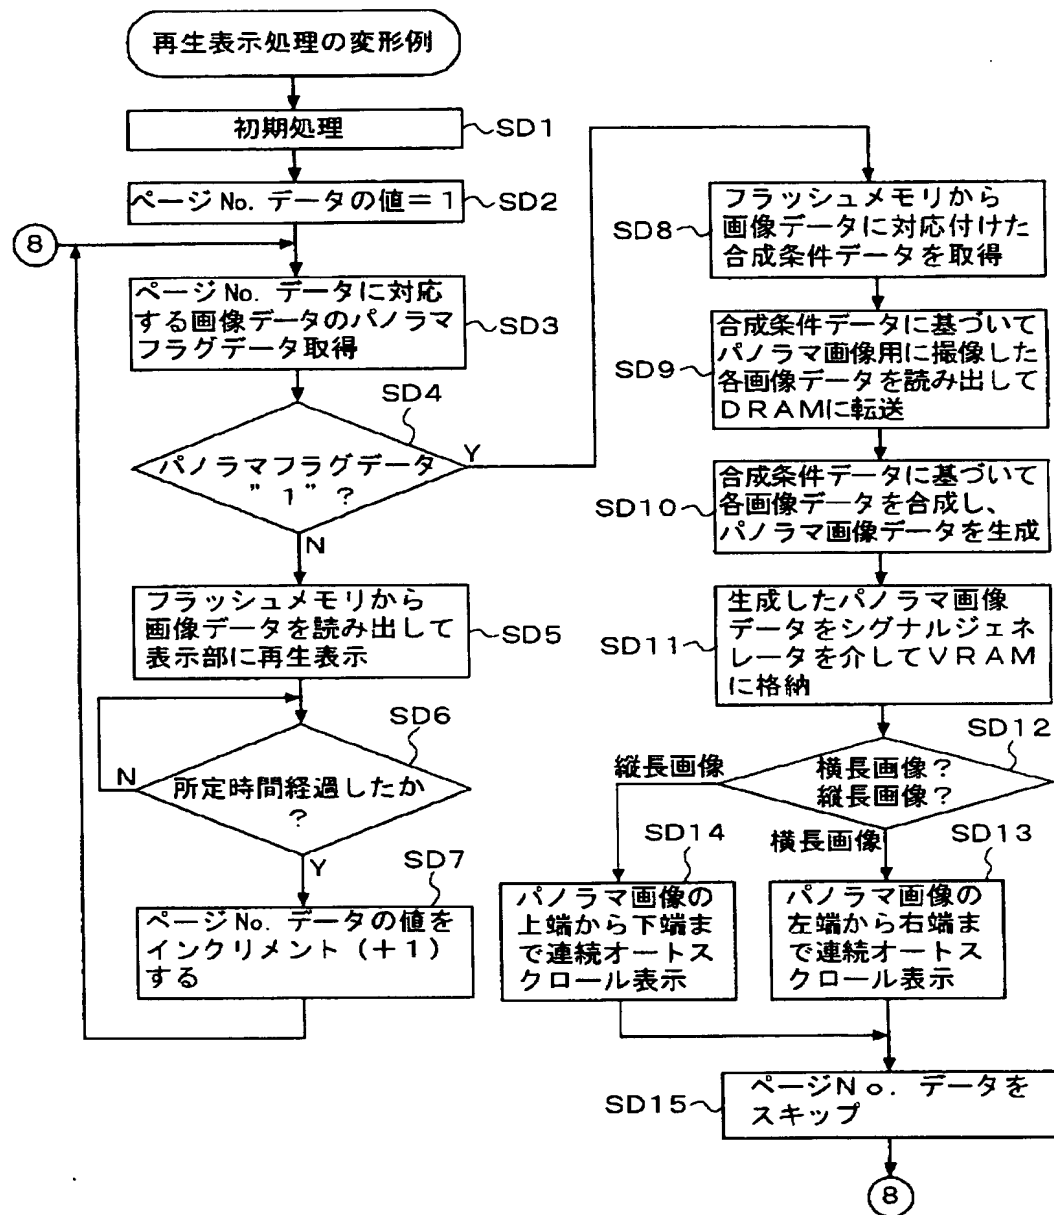 再生表示処理の変形例
初期処理
SD1
ページNo. データの値=1
SD2
8
ページNo. データに対応
する画像データのパノラマ
フラグデータ取得
SD3
SD4
パノラマフラグデータ
"1"?
Y
N
フラッシュメモリから
画像データを読み出して
表示部に再生表示
SD5
SD6
所定時間経過したか
?
N
Y
SD7
ページNo. データの値を
インクリメント(+1)
する
フラッシュメモリから
画像データに対応付けた
合成条件データを取得
SD8
合成条件データに基づいて
パノラマ画像用に撮像した
各画像データを読み出して
DRAMに転送
SD9
合成条件データに基づいて
各画像データを合成し、
パノラマ画像データを生成
SD10
生成したパノラマ画像
データをシグナルジェネ
レータを介してVRAM
に格納
SD11
SD12
横長画像?
縦長画像?
縦長画像
横長画像
SD14
パノラマ画像の
上端から下端ま
で連続オートス
クロール表示
SD13
パノラマ画像の
左端から右端ま
で連続オートス
クロール表示
ページNo. データを
スキップ
SD15
8